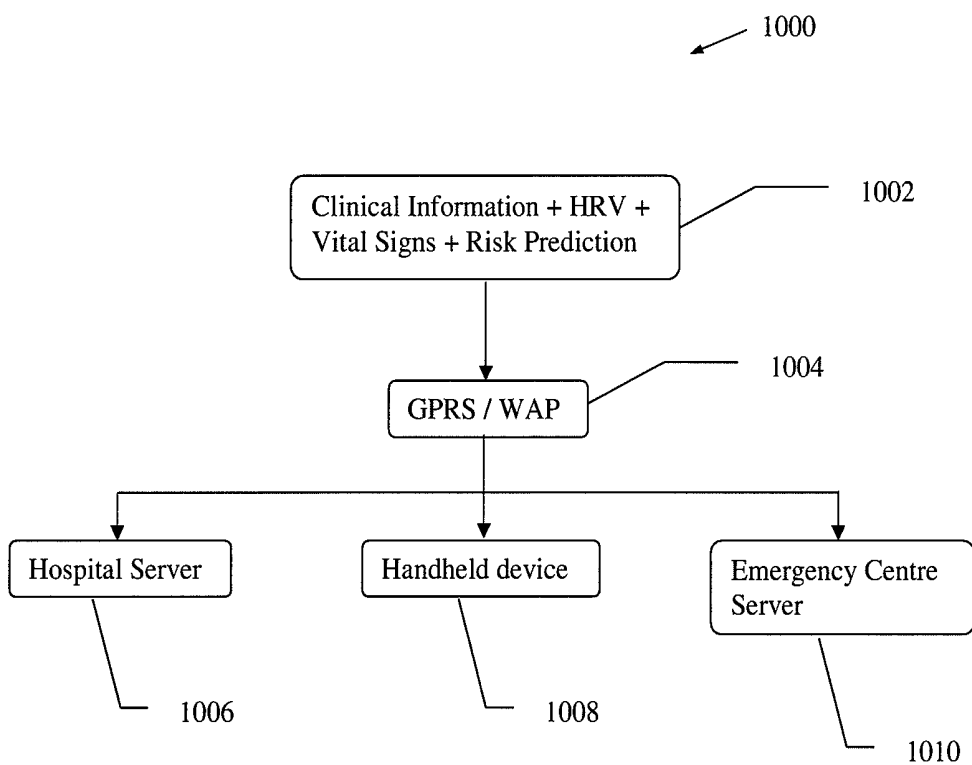 1000
Clinical Information + HRV +
Vital Signs + Risk Prediction
1002
GPRS / WAP
1004
Hospital Server
Handheld device
Emergency Centre
Server
1006
1008
1010